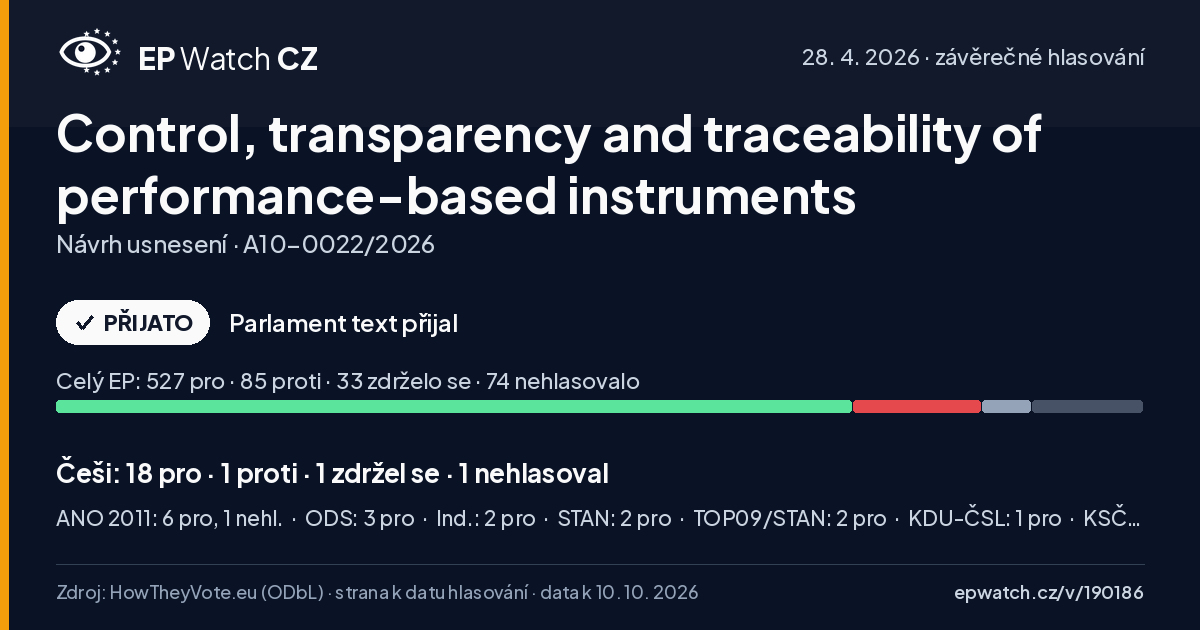 EP Watch CZ
28. 4. 2026 · závěrečné hlasování
Control, transparency and traceability of
performance-based instruments
Návrh usnesení · A10-0022/2026
✓ PŘIJATO
Parlament text přijal
Celý EP: 527 pro · 85 proti · 33 zdrželo se · 74 nehlasovalo
Češi: 18 pro · 1 proti · 1 zdržel se · 1 nehlasoval
ANO 2011: 6 pro, 1 nehl. · ODS: 3 pro · Ind.: 2 pro · STAN: 2 pro · TOP09/STAN: 2 pro · KDU-ČSL: 1 pro · KSČ…
Zdroj: HowTheyVote.eu (ODbL) · strana k datu hlasování · data k 10. 10. 2026
epwatch.cz/v/190186